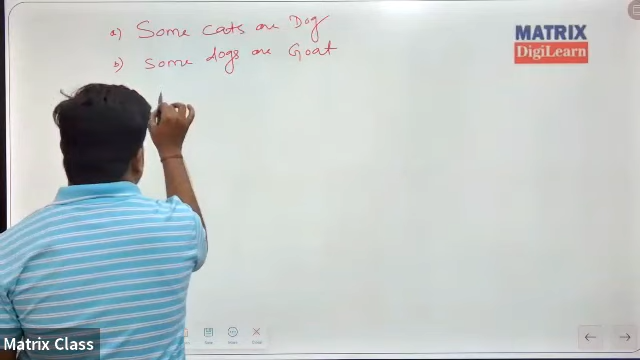 a) Some cats are Dog
b) Some dogs are Goat
MATRIX
DigiLearn
Matrix Class